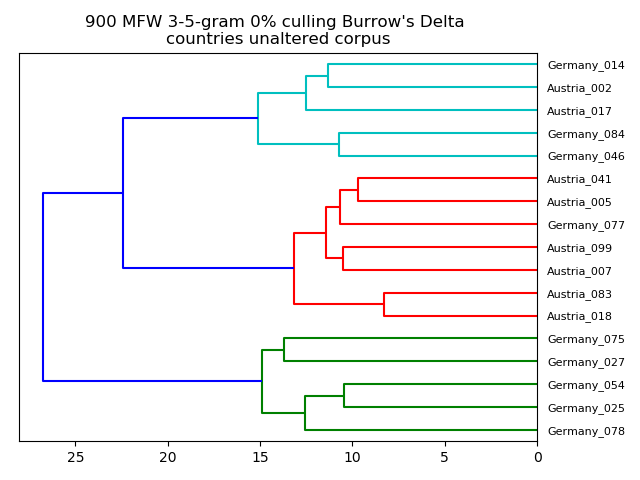 900 MFW 3-5-gram 0% culling Burrow's Delta
countries unaltered corpus
Germany_014
Austria_002
Austria_017
Germany_084
Germany_046
Austria_041
Austria_005
Germany_077
Austria_099
Austria_007
Austria_083
Austria_018
Germany_075
Germany_027
Germany_054
Germany_025
Germany_078
25 20 15 10 5 0